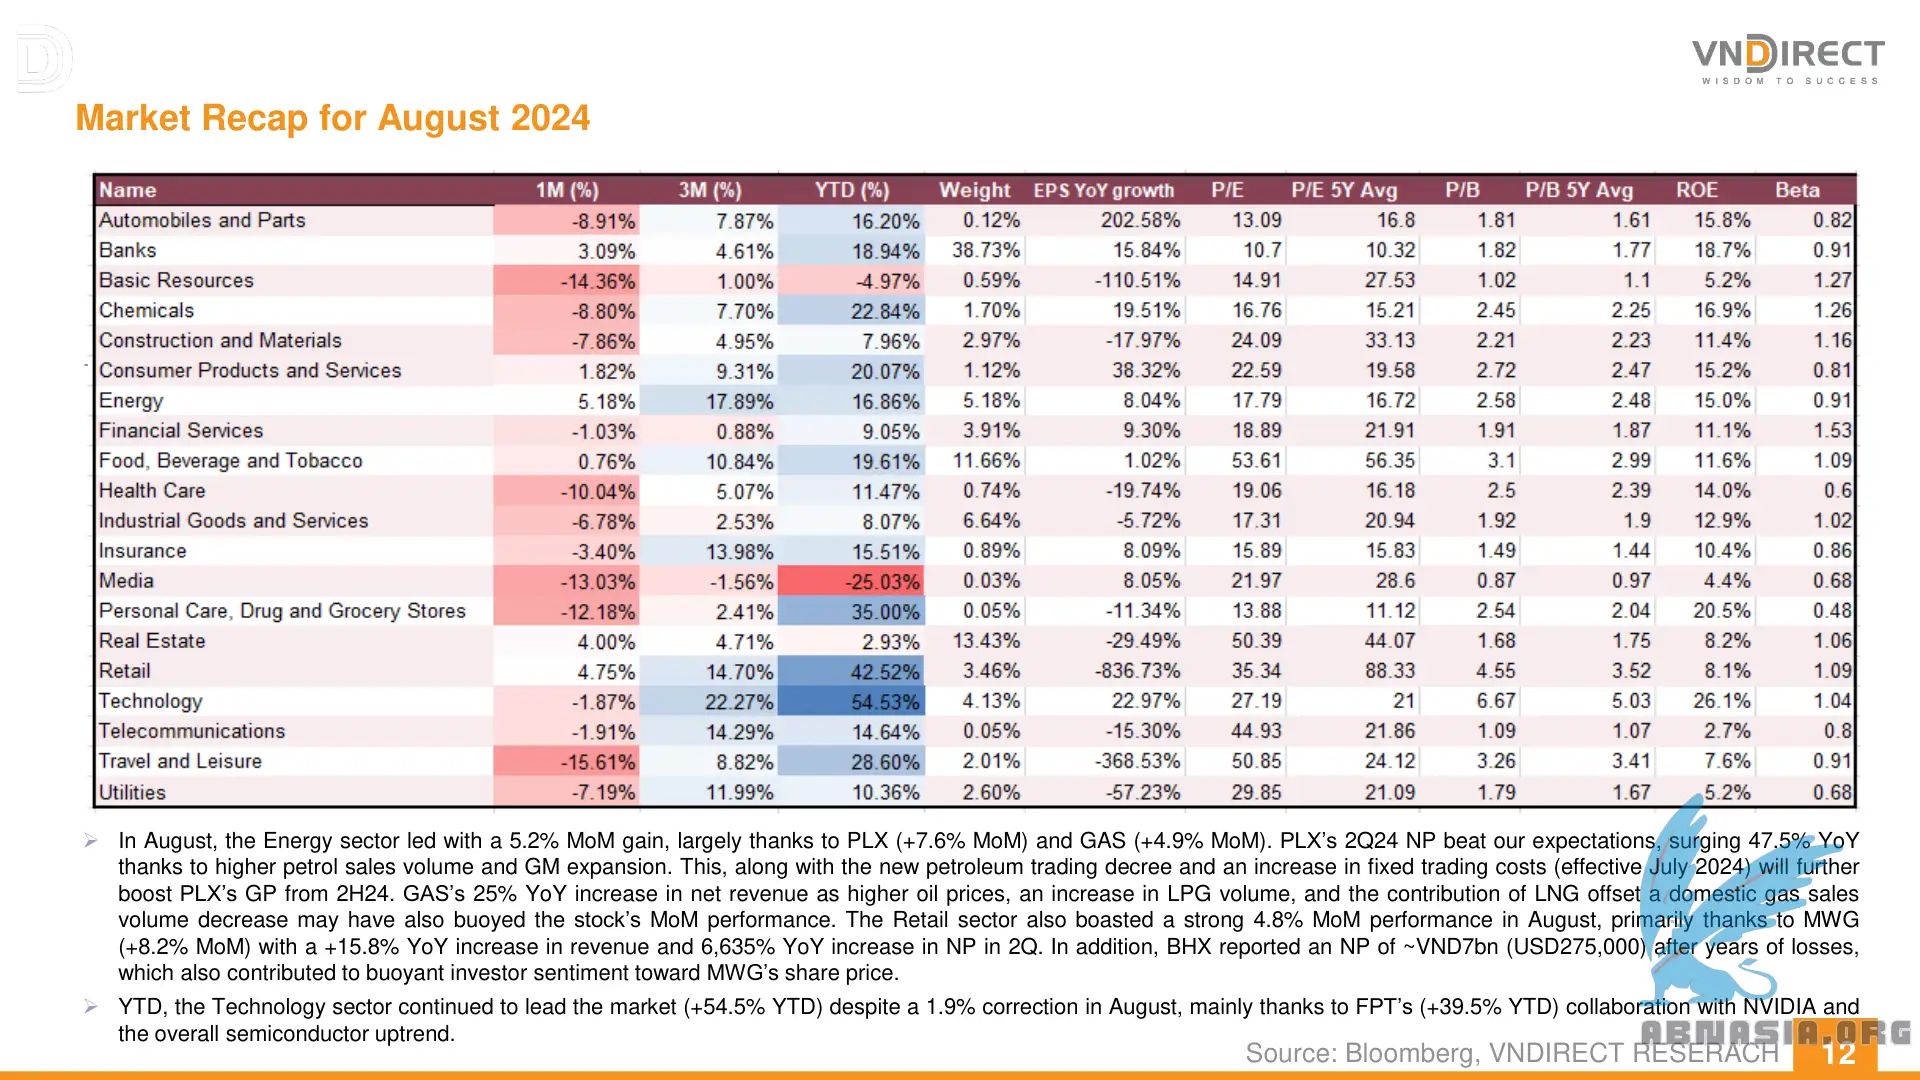 VNDIRECT
WISDOM TO SUCCESS
Market Recap for August 2024
Name 1M (%) 3M (%) YTD (%) Weight EPS YoY growth P/E P/E 5Y Avg P/B P/B 5Y Avg ROE Beta
Automobiles and Parts -8.91% 7.87% 16.20% 0.12% 202.58% 13.09 16.8 1.81 1.61 15.8% 0.82
Banks 3.09% 4.61% 18.94% 38.73% 15.84% 10.7 10.32 1.82 1.77 18.7% 0.91
Basic Resources -14.36% 1.00% -4.97% 0.59% -110.51% 14.91 27.53 1.02 1.1 5.2% 1.27
Chemicals -8.80% 7.70% 22.84% 1.70% 19.51% 16.76 15.21 2.45 2.25 16.9% 1.26
Construction and Materials -7.86% 4.95% 7.96% 2.97% -17.97% 24.09 33.13 2.21 2.23 11.4% 1.16
Consumer Products and Services 1.82% 9.31% 20.07% 1.12% 38.32% 22.59 19.58 2.72 2.47 15.2% 0.81
Energy 5.18% 17.89% 16.86% 5.18% 8.04% 17.79 16.72 2.58 2.48 15.0% 0.91
Financial Services -1.03% 0.88% 9.05% 3.91% 9.30% 18.89 21.91 1.91 1.87 11.1% 1.53
Food, Beverage and Tobacco 0.76% 10.84% 19.61% 11.66% 1.02% 53.61 56.35 3.1 2.99 11.6% 1.09
Health Care -10.04% 5.07% 11.47% 0.74% -19.74% 19.06 16.18 2.5 2.39 14.0% 0.6
Industrial Goods and Services -6.78% 2.53% 8.07% 6.64% -5.72% 17.31 20.94 1.92 1.9 12.9% 1.02
Insurance -3.40% 13.98% 15.51% 0.89% 8.09% 15.89 15.83 1.49 1.44 10.4% 0.86
Media -13.03% -1.56% -25.03% 0.03% 8.05% 21.97 28.6 0.87 0.97 4.4% 0.68
Personal Care, Drug and Grocery Stores -12.18% 2.41% 35.00% 0.05% -11.34% 13.88 11.12 2.54 2.04 20.5% 0.48
Real Estate 4.00% 4.71% 2.93% 13.43% -29.49% 50.39 44.07 1.68 1.75 8.2% 1.06
Retail 4.75% 14.70% 42.52% 3.46% -836.73% 35.34 88.33 4.55 3.52 8.1% 1.09
Technology -1.87% 22.27% 54.53% 4.13% 22.97% 27.19 21 6.67 5.03 26.1% 1.04
Telecommunications -1.91% 14.29% 14.64% 0.05% -15.30% 44.93 21.86 1.09 1.07 2.7% 0.8
Travel and Leisure -15.61% 8.82% 28.60% 2.01% -368.53% 50.85 24.12 3.26 3.41 7.6% 0.91
Utilities -7.19% 11.99% 10.36% 2.60% -57.23% 29.85 21.09 1.79 1.67 5.2% 0.68
In August, the Energy sector led with a 5.2% MoM gain, largely thanks to PLX (+7.6% MoM) and GAS (+4.9% MoM). PLX's 2Q24 NP beat our expectations, surging 47.5% YoY
thanks to higher petrol sales volume and GM expansion. This, along with the new petroleum trading decree and an increase in fixed trading costs (effective July 2024) will further
boost PLX's GP from 2H24. GAS's 25% YoY increase in net revenue as higher oil prices, an increase in LPG volume, and the contribution of LNG offset a domestic gas sales
volume decrease may have also buoyed the stock's MoM performance. The Retail sector also boasted a strong 4.8% MoM performance in August, primarily thanks to MWG
(+8.2% MoM) with a +15.8% YoY increase in revenue and 6,635% YoY increase in NP in 2Q. In addition, BHX reported an NP of ~VND7bn (USD275,000) after years of losses,
which also contributed to buoyant investor sentiment toward MWG's share price.
YTD, the Technology sector continued to lead the market (+54.5% YTD) despite a 1.9% correction in August, mainly thanks to FPT's (+39.5% YTD) collaboration with NVIDIA and
the overall semiconductor uptrend.
ABNASIA.ORG
Source: Bloomberg, VNDIRECT RESERACH 12